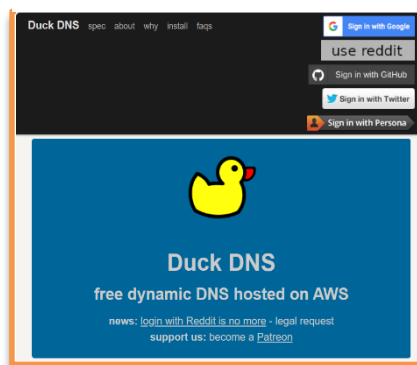 Duck DNS spec about why install faqs
Sign in with Google
use reddit
Sign in with GitHub
Sign in with Twitter
Sign in with Persona
Duck DNS
free dynamic DNS hosted on AWS
news: login with Reddit is no more - legal request
support us: become a Patreon